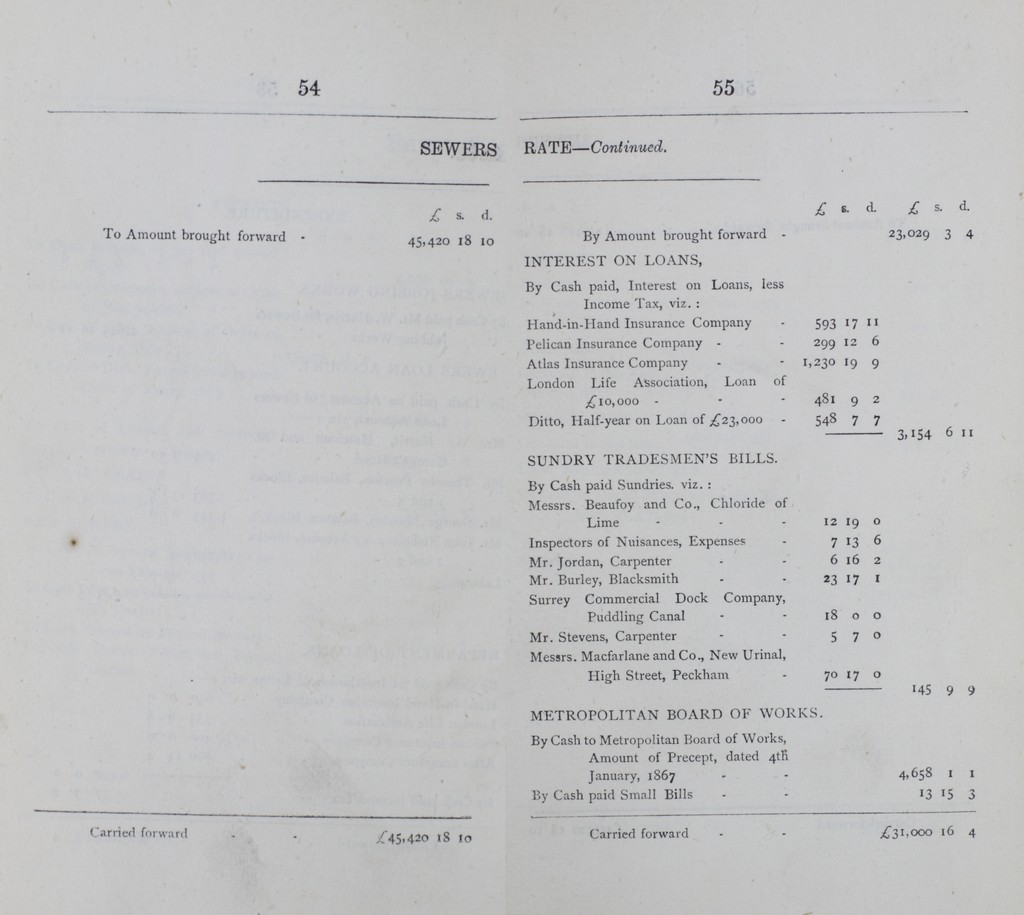 54
SEWERS
£ s. d.
To Amount brought forward - 45,420 18 10
Carried forward - - £45,420 18 10
55
RATE—Continued.
£ s. d. £ s. d.
By Amount brought forward - 23,029 3 4
INTEREST ON LOANS,
By Cash paid, Interest on Loans, less
Income Tax, viz. :
Hand-in-Hand Insurance Company - 593 17 11
Pelican Insurance Company - - 299 12 6
Atlas Insurance Company - - 1,230 19 9
London Life Association, Loan of
£10,000 - - - 481 9 2
Ditto, Half-year on Loan of £23,000 - 548 7 7
3,154 6 11
SUNDRY TRADESMEN'S BILLS.
By Cash paid Sundries. viz. :
Messrs. Beaufoy and Co., Chloride of
Lime - - - 12 19 0
Inspectors of Nuisances, Expenses - 7 13 6
Mr. Jordan, Carpenter - - 6 16 2
Mr. Burley, Blacksmith - - 23 17 1
Surrey Commercial Dock Company,
Puddling Canal - - 18 0 0
Mr. Stevens, Carpenter - - 5 7 0
Messrs. Macfarlane and Co., New Urinal,
High Street, Peckham - 70 17 0
145 9 9
METROPOLITAN BOARD OF WORKS.
By Cash to Metropolitan Board of Works,
Amount of Precept, dated 4th
January, 1867 - - 4,658 1 1
By Cash paid Small Bills - - 13 15 3
Carried forward - - £31,000 16 4